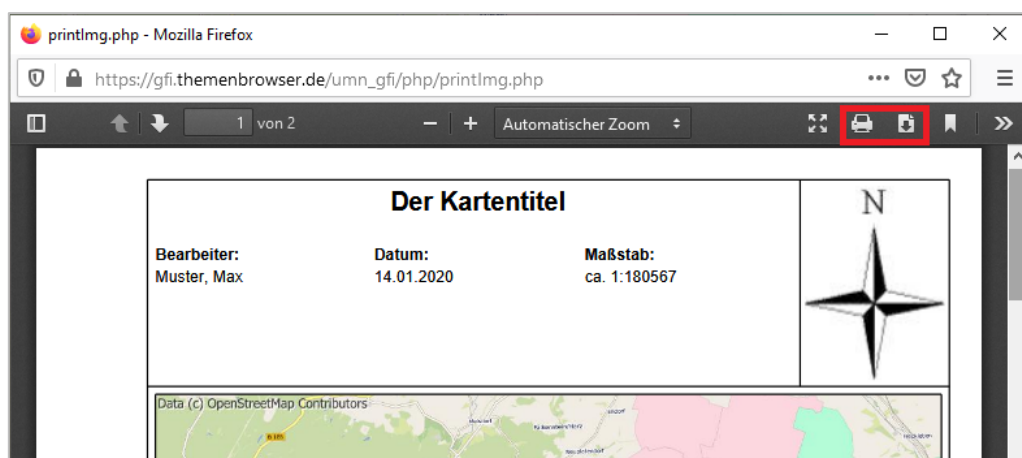 printImg.php - Mozilla Firefox
https://gfi.themenbrowser.de/umn_gfi/php/printImg.php
1 von 2
Automatischer Zoom
Der Kartentitel
N
Bearbeiter: Datum: Maßstab:
Muster, Max 14.01.2020 ca. 1:180567
Data (c) OpenStreetMap Contributors